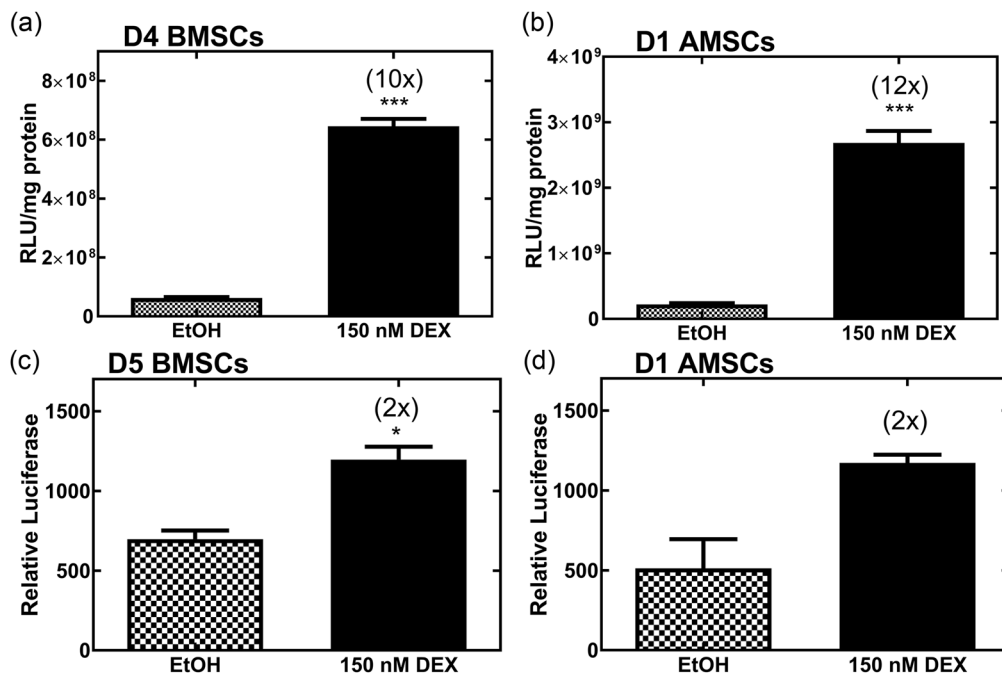 (a)
D4 BMSCs
RLU/mg protein
8×10⁸
6×10⁸
4×10⁸
2×10⁸
0
(10x)
***
EtOH
150 nM DEX
(b)
D1 AMSCs
RLU/mg protein
4×10⁹
3×10⁹
2×10⁹
1×10⁹
0
(12x)
***
EtOH
150 nM DEX
(c)
D5 BMSCs
Relative Luciferase
1500
1000
500
0
(2x)
*
EtOH
150 nM DEX
(d)
D1 AMSCs
Relative Luciferase
1500
1000
500
0
(2x)
EtOH
150 nM DEX